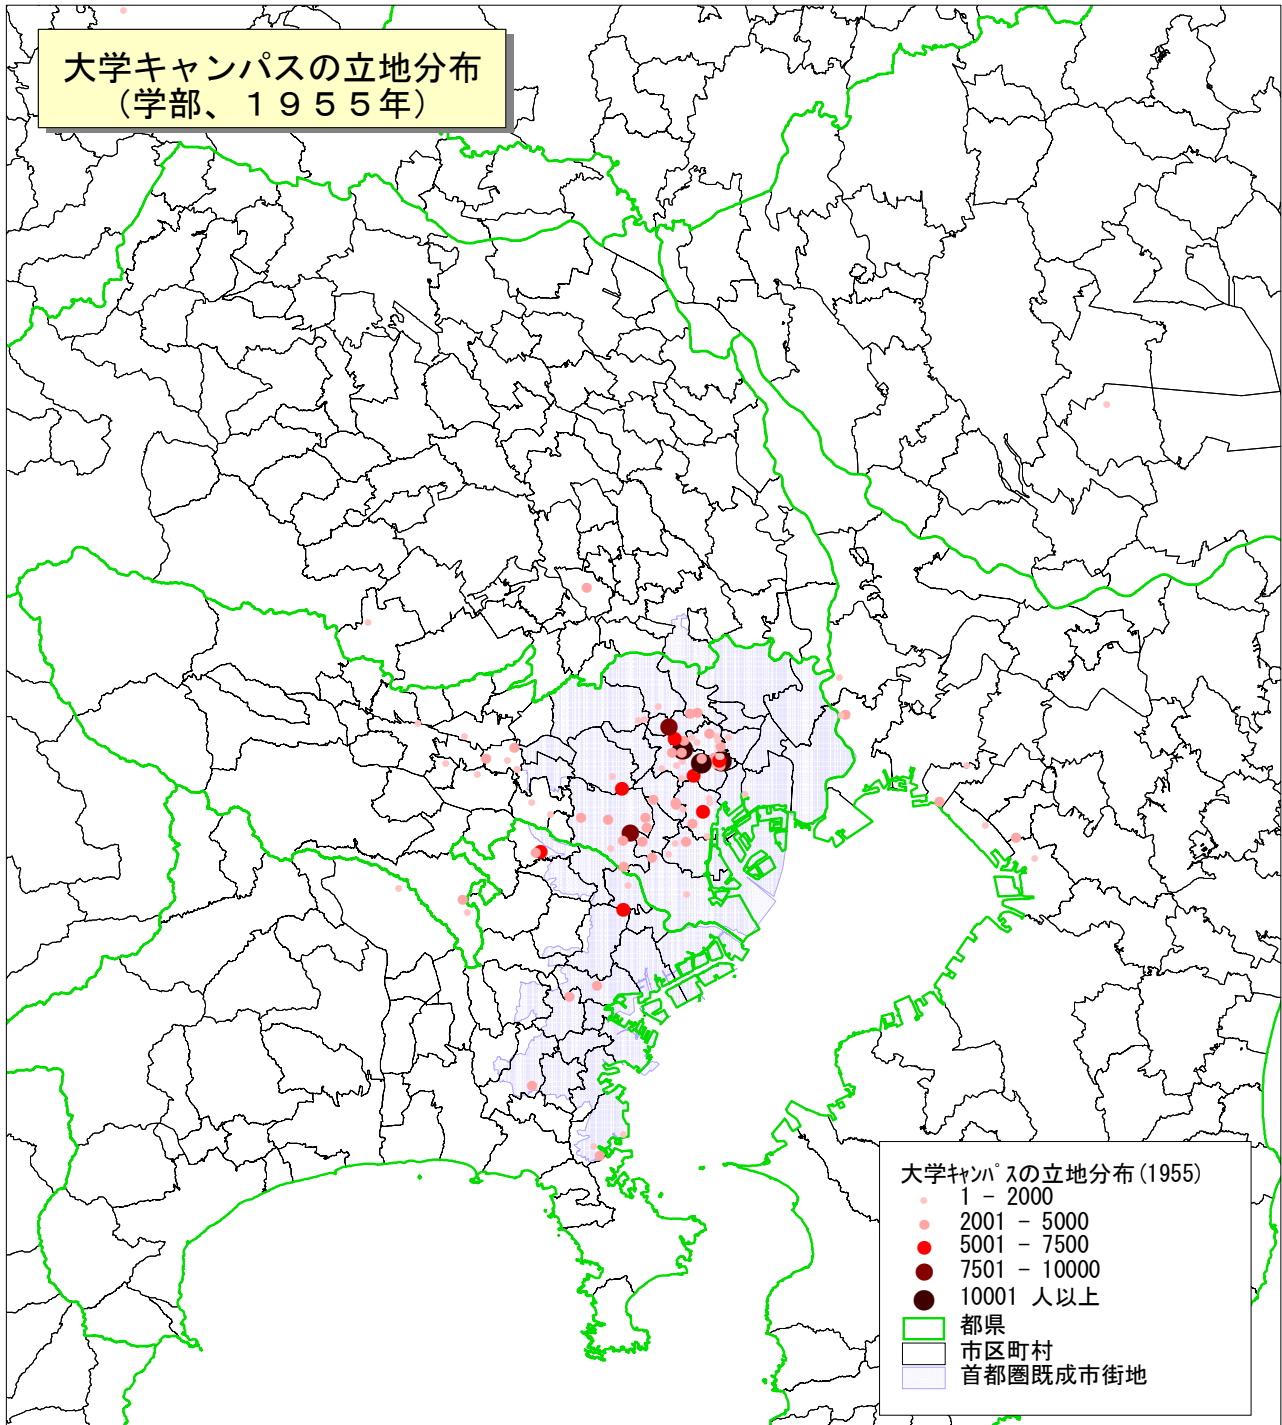 大学キャンパスの立地分布
（学部、１９５５年）
大学ｷｬﾝﾊﾟｽの立地分布(1955)
1 - 2000
2001 - 5000
5001 - 7500
7501 - 10000
10001 人以上
都県
市区町村
首都圏既成市街地